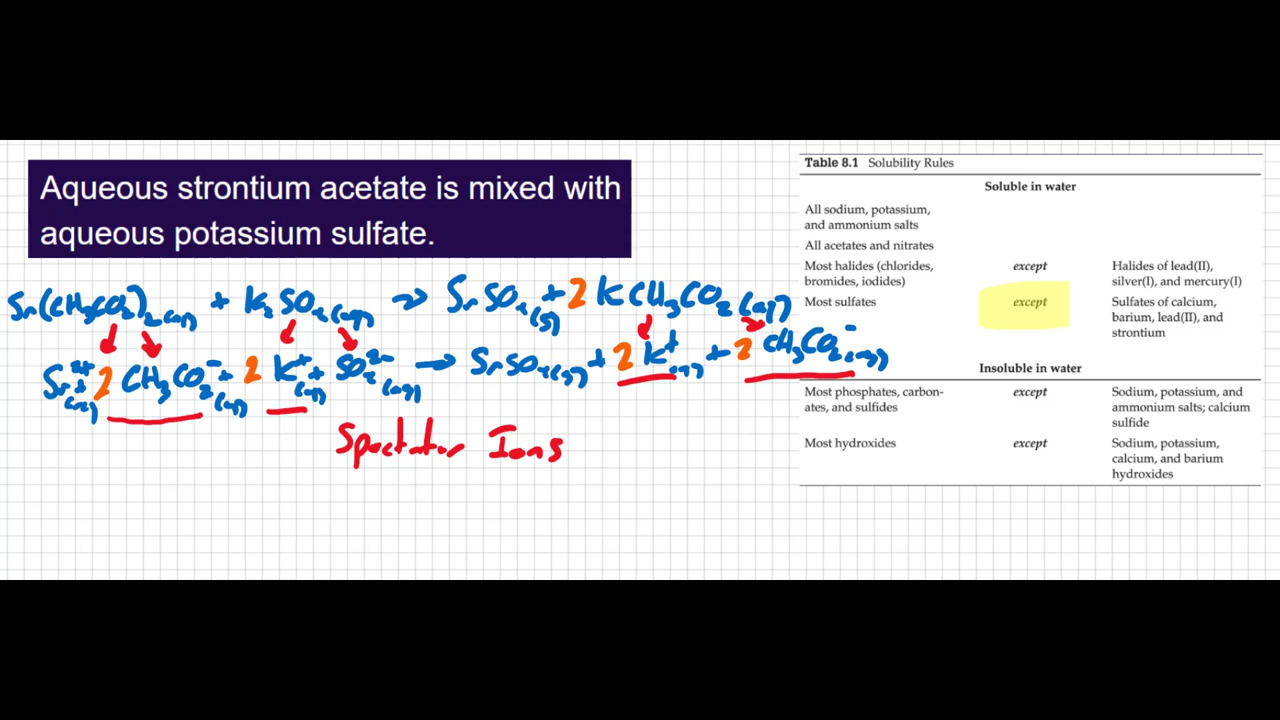 Aqueous strontium acetate is mixed with
aqueous potassium sulfate.
Sr(CH₃CO₂)₂(aq) + K₂SO₄(aq) → SrSO₄(s) + 2 KCH₃CO₂(aq)
Sr²⁺(aq) + 2 CH₃CO₂⁻(aq) + 2 K⁺(aq) + SO₄²⁻(aq) → SrSO₄(s) + 2 K⁺(aq) + 2 CH₃CO₂⁻(aq)
Spectator Ions
Table 8.1 Solubility Rules
Soluble in water
All sodium, potassium,
and ammonium salts
All acetates and nitrates
Most halides (chlorides, except Halides of lead(II),
bromides, iodides) silver(I), and mercury(I)
Most sulfates except Sulfates of calcium,
barium, lead(II), and
strontium
Insoluble in water
Most phosphates, carbon- except Sodium, potassium, and
ates, and sulfides ammonium salts; calcium
sulfide
Most hydroxides except Sodium, potassium,
calcium, and barium
hydroxides